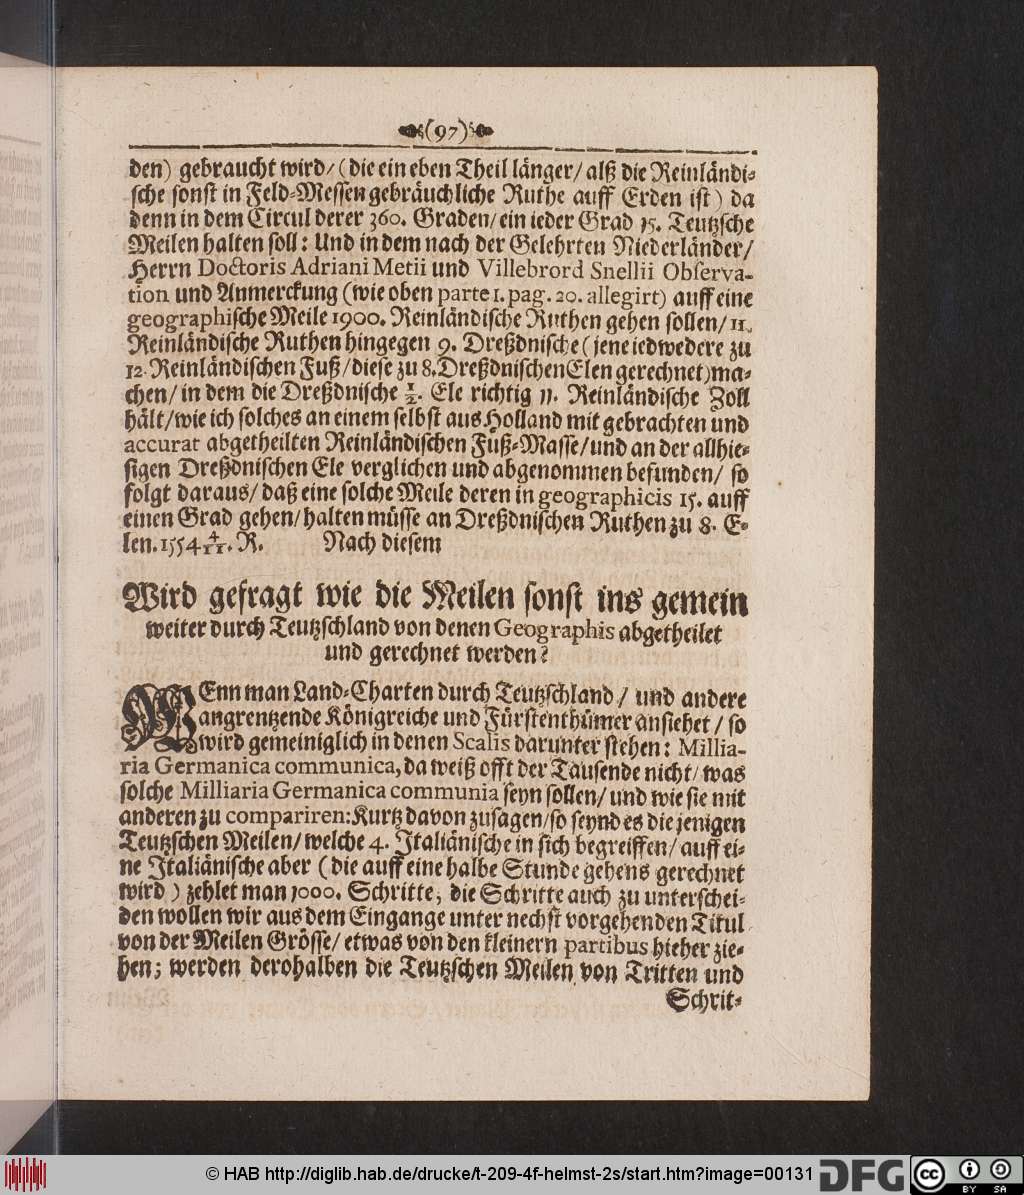 (97)
den) gebraucht wird/ (die ein eben Theil länger/ alß die Reinländi-
sche sonst in Feld-Messen gebräuchliche Ruthe auff Erden ist) da
denn in dem Circul derer 360. Graden/ ein ieder Grad 15. Teutzsche
Meilen halten soll: Und in dem nach der Gelehrten Niederländer/
Herrn Doctoris Adriani Metii und Villebrord Snellii Observa-
tion und Anmerckung (wie oben parte 1. pag. 20. allegirt) auff eine
geographische Meile 1900. Reinländische Ruthen gehen sollen/ 11.
Reinländische Ruthen hingegen 9. Dreßdnische (jene iedwedere zu
12. Reinländischen Fuß/ diese zu 8. Dreßdnischen Elen gerechnet) ma-
chen/ in dem die Dreßdnische 1/2. Ele richtig 11. Reinländische Zoll
hält/ wie ich solches an einem selbst aus Holland mit gebrachten und
accurat abgetheilten Reinländischen Fuß-Masse/ und an der allhie-
sigen Dreßdnischen Ele verglichen und abgenommen befunden/ so
folgt daraus/ daß eine solche Meile deren in geographicis 15. auff
einen Grad gehen/ halten müsse an Dreßdnischen Ruthen zu 8. E-
len. 1554 4/11. R. Nach diesem
Wird gefragt wie die Meilen sonst ins gemein
weiter durch Teutzschland von denen Geographis abgetheilet
und gerechnet werden?
WEnn man Land-Charten durch Teutzschland/ und andere
angrentzende Königreiche und Fürstenthümer ansiehet/ so
wird gemeiniglich in denen Scalis darunter stehen: Millia-
ria Germanica communica, da weiß offt der Tausende nicht/ was
solche Milliaria Germanica communia seyn sollen/ und wie sie mit
anderen zu compariren: Kurtz davon zusagen/ so seynd es die jenigen
Teutzschen Meilen/ welche 4. Italiänische in sich begreiffen/ auff ei-
ne Italiänische aber (die auff eine halbe Stunde gehens gerechnet
wird) zehlet man 1000. Schritte, die Schritte auch zu unterschei-
den wollen wir aus dem Eingange unter nechst vorgehenden Titul
von der Meilen Grösse/ etwas von den kleinern partibus hieher zie-
hen; werden derohalben die Teutzschen Meilen von Tritten und
Schrit-
© HAB http://diglib.hab.de/drucke/t-209-4f-helmst-2s/start.htm?image=00131
DFG
cc
BY SA